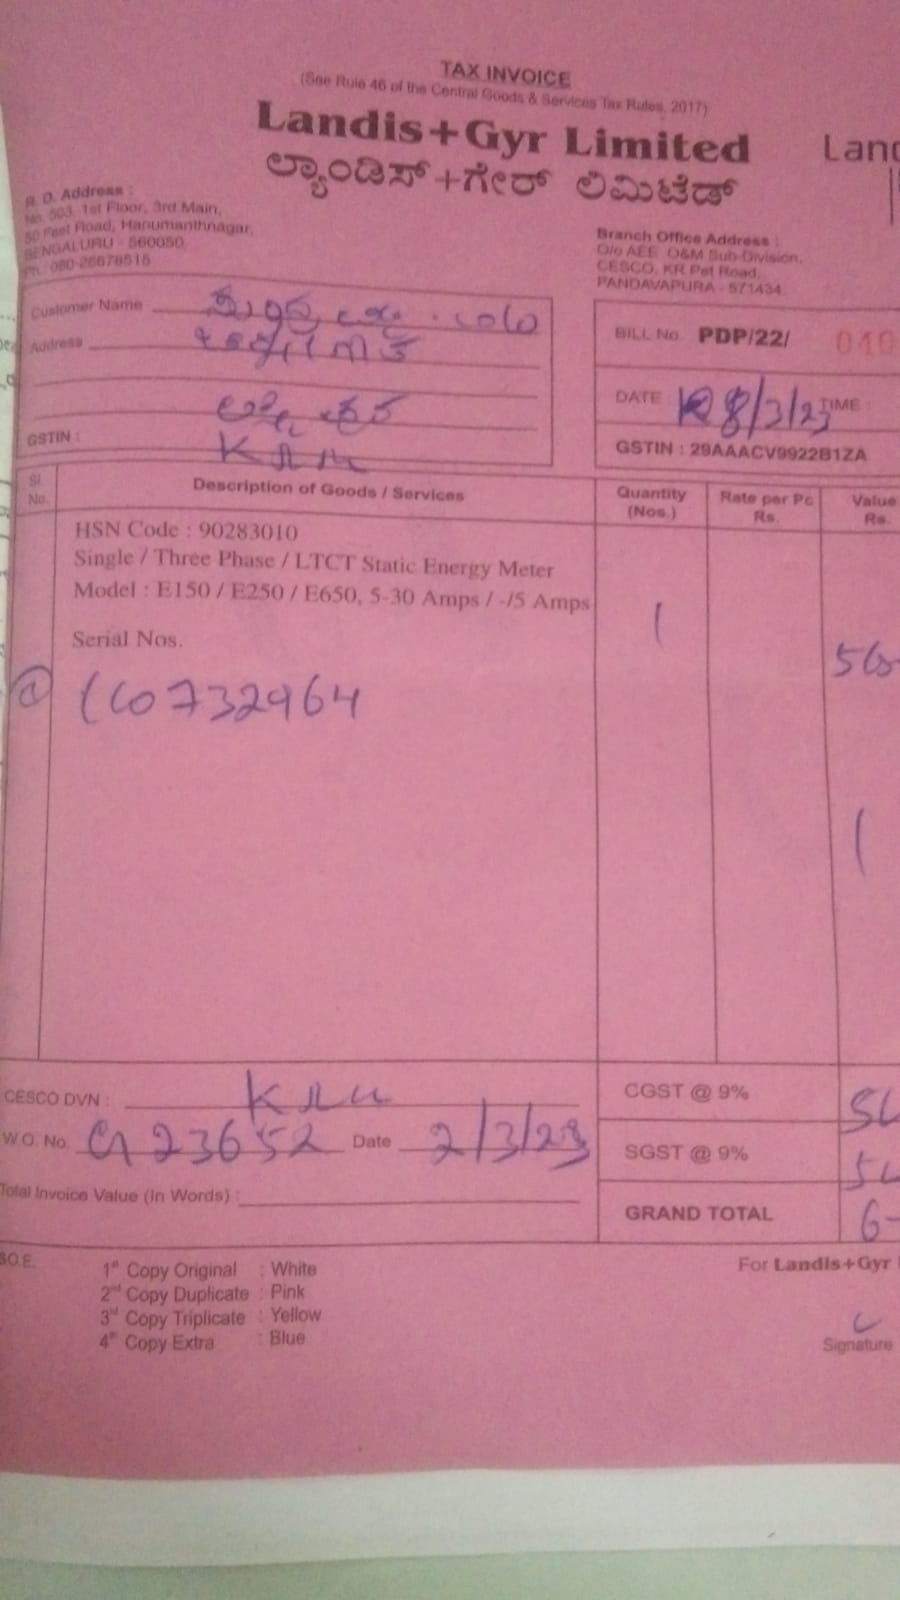 TAX INVOICE
(See Rule 46 of the Central Goods & Services Tax Rules, 2017)
Landis+Gyr Limited
Land
ಲ್ಯಾಂಡಿಸ್+ಗೇರ್ ಲಿಮಿಟೆಡ್
R. O. Address :
No. 503, 1st Floor, 3rd Main,
50 Feet Road, Hanumanthnagar,
BENGALURU - 560050
Ph.: 080-26678515
Branch Office Address :
O/o AEE O&M Sub-Division,
CESCO, KR Pet Road,
PANDAVAPURA - 571434
Customer Name
Address
GSTIN :
BILL No. PDP/22/ 040
DATE : 8/3/23 TIME :
GSTIN : 29AAACV9922B1ZA
Sl. No. Description of Goods / Services Quantity (Nos.) Rate per Pc Rs. Value Rs.
HSN Code : 90283010
Single / Three Phase / LTCT Static Energy Meter
Model : E150 / E250 / E650, 5-30 Amps / -/5 Amps
1
Serial Nos.
CESCO DVN :
W.O. No. 23652 Date 2/3/23
Total Invoice Value (In Words) :
CGST @ 9%
SGST @ 9%
GRAND TOTAL
1st Copy Original : White
2nd Copy Duplicate : Pink
3rd Copy Triplicate : Yellow
4th Copy Extra : Blue
For Landis+Gyr
Signature